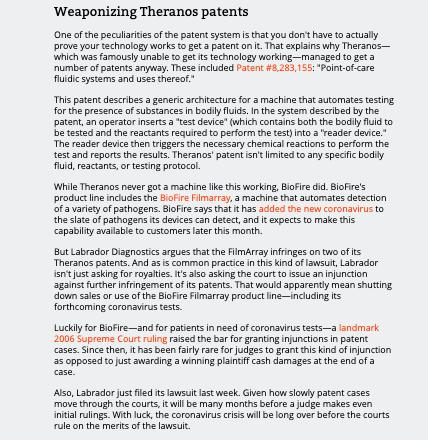 Weaponizing Theranos patents
One of the peculiarities of the patent system is that you don't have to actually
prove your technology works to get a patent on it. That explains why Theranos—
which was famously unable to get its technology working—managed to get a
number of patents anyway. These included Patent #8,283,155: "Point-of-care
fluidic systems and uses thereof."
This patent describes a generic architecture for a machine that automates testing
for the presence of substances in bodily fluids. In the system described by the
patent, an operator inserts a "test device" (which contains both the bodily fluid to
be tested and the reactants required to perform the test) into a "reader device."
The reader device then triggers the necessary chemical reactions to perform the
test and reports the results. Theranos' patent isn't limited to any specific bodily
fluid, reactants, or testing protocol.
While Theranos never got a machine like this working, BioFire did. BioFire's
product line includes the BioFire Filmarray, a machine that automates detection
of a variety of pathogens. BioFire says that it has added the new coronavirus to
the slate of pathogens its devices can detect, and it expects to make this
capability available to customers later this month.
But Labrador Diagnostics argues that the FilmArray infringes on two of its
Theranos patents. And as is common practice in this kind of lawsuit, Labrador
isn't just asking for royalties. It's also asking the court to issue an injunction
against further infringement of its patents. That would apparently mean shutting
down sales or use of the BioFire Filmarray product line—including its
forthcoming coronavirus tests.
Luckily for BioFire—and for patients in need of coronavirus tests—a landmark
2006 Supreme Court ruling raised the bar for granting injunctions in patent
cases. Since then, it has been fairly rare for judges to grant this kind of injunction
as opposed to just awarding a winning plaintiff cash damages at the end of a
case.
Also, Labrador just filed its lawsuit last week. Given how slowly patent cases
move through the courts, it will be many months before a judge makes even
initial rulings. With luck, the coronavirus crisis will be long over before the courts
rule on the merits of the lawsuit.